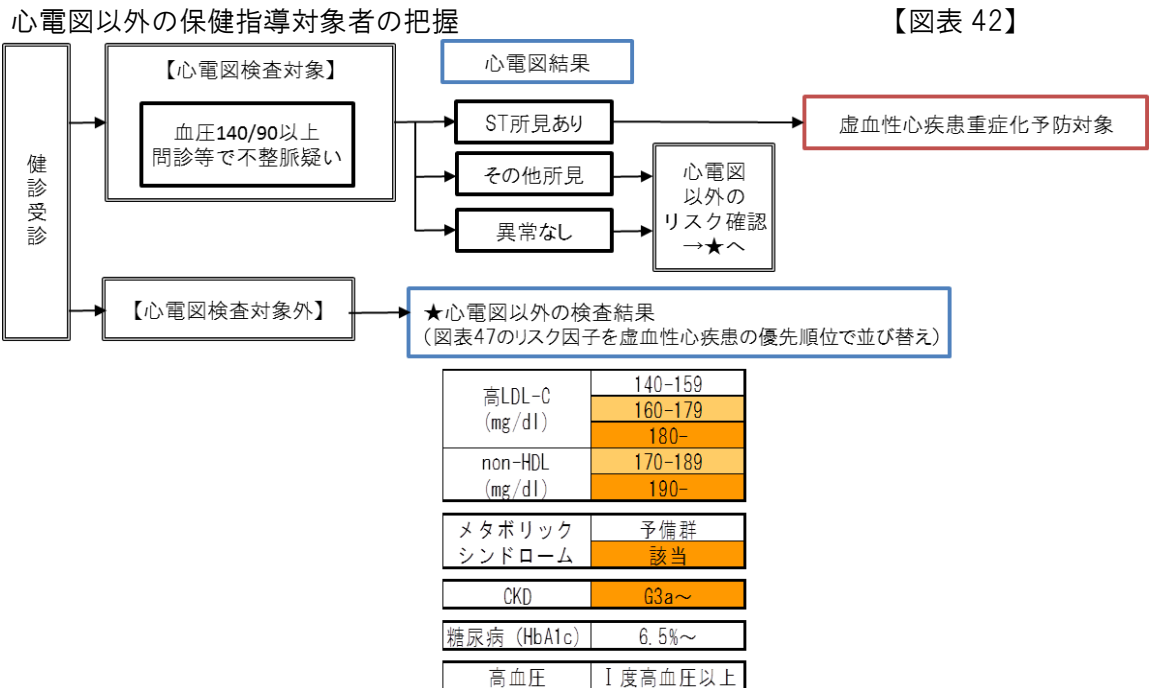 心電図以外の保健指導対象者の把握
【図表 42】
健診受診
【心電図検査対象】
血圧140/90以上
問診等で不整脈疑い
心電図結果
ST所見あり
その他所見
異常なし
虚血性心疾患重症化予防対象
心電図
以外の
リスク確認
→★へ
【心電図検査対象外】
★心電図以外の検査結果
(図表47のリスク因子を虚血性心疾患の優先順位で並び替え)
高LDL-C
(mg/dl)
140-159
160-179
180-
non-HDL
(mg/dl)
170-189
190-
メタボリック
シンドローム
予備群
該当
CKD
G3a～
糖尿病 (HbA1c)
6.5%～
高血圧
Ⅰ度高血圧以上